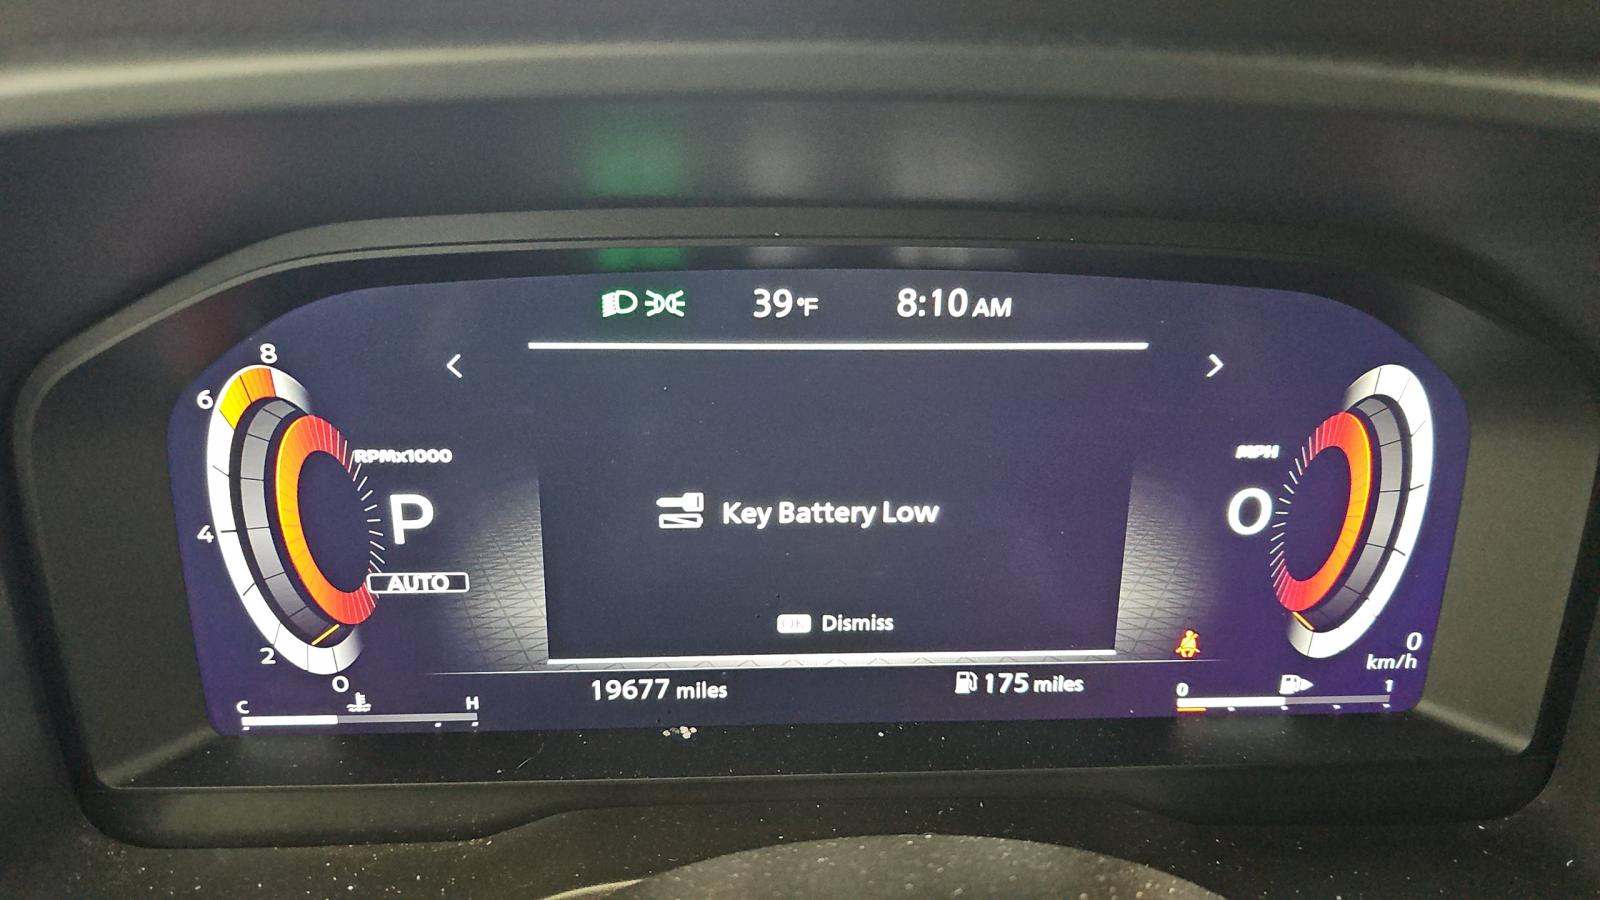 39°F 8:10 AM
< >
8
6
RPMx1000
MPH
P
0
Key Battery Low
4
AUTO
OK Dismiss
2
0
0
km/h
19677 miles
175 miles
C H
0 1